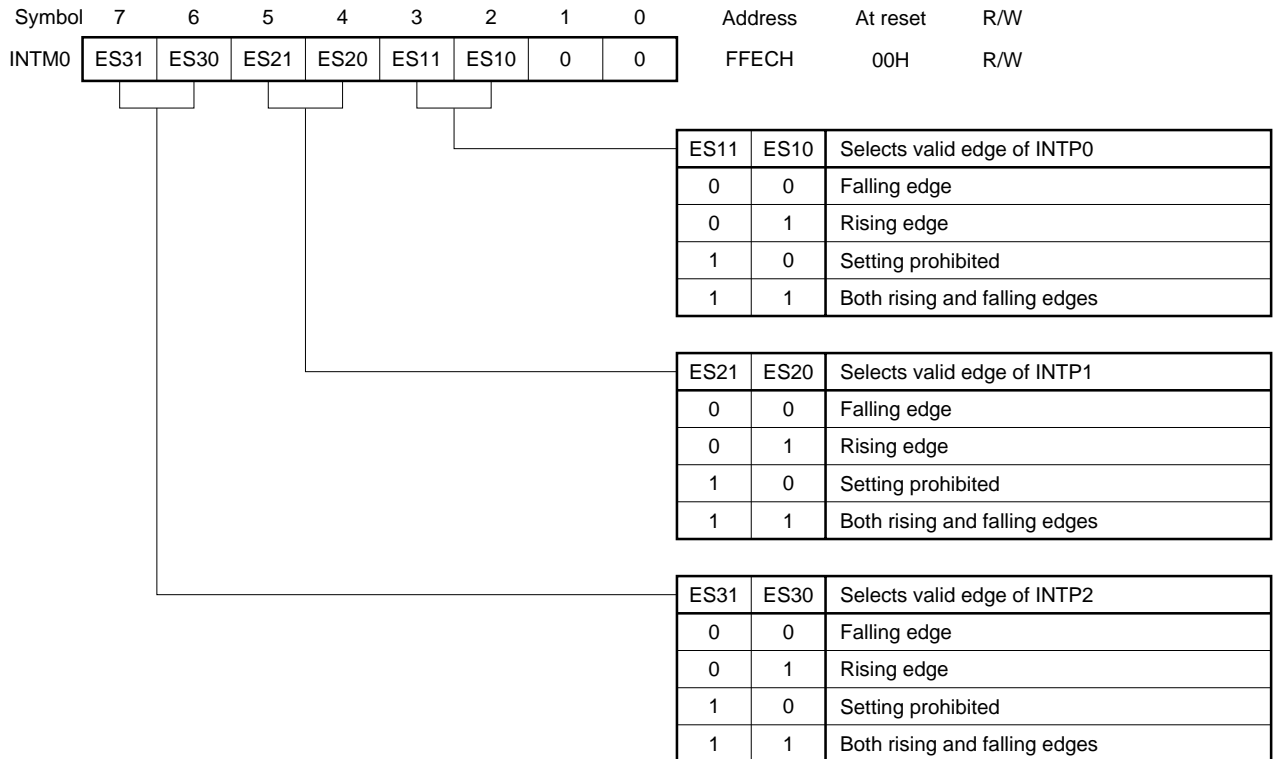 Symbol 7 6 5 4 3 2 1 0 Address At reset R/W
INTM0 ES31 ES30 ES21 ES20 ES11 ES10 0 0 FFECH 00H R/W
ES11 ES10 Selects valid edge of INTP0
0 0 Falling edge
0 1 Rising edge
1 0 Setting prohibited
1 1 Both rising and falling edges
ES21 ES20 Selects valid edge of INTP1
0 0 Falling edge
0 1 Rising edge
1 0 Setting prohibited
1 1 Both rising and falling edges
ES31 ES30 Selects valid edge of INTP2
0 0 Falling edge
0 1 Rising edge
1 0 Setting prohibited
1 1 Both rising and falling edges